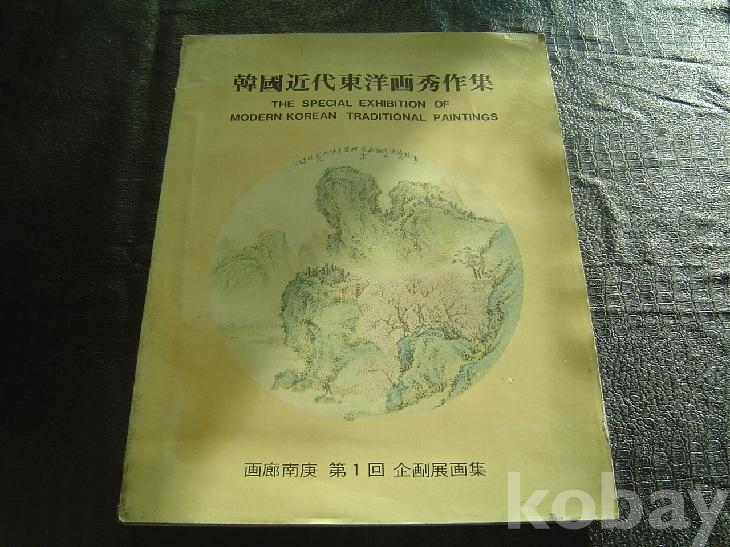 韓國近代東洋画秀作集
THE SPECIAL EXHIBITION OF
MODERN KOREAN TRADITIONAL PAINTINGS
画廊南庚 第1回 企劃展画集
kobay